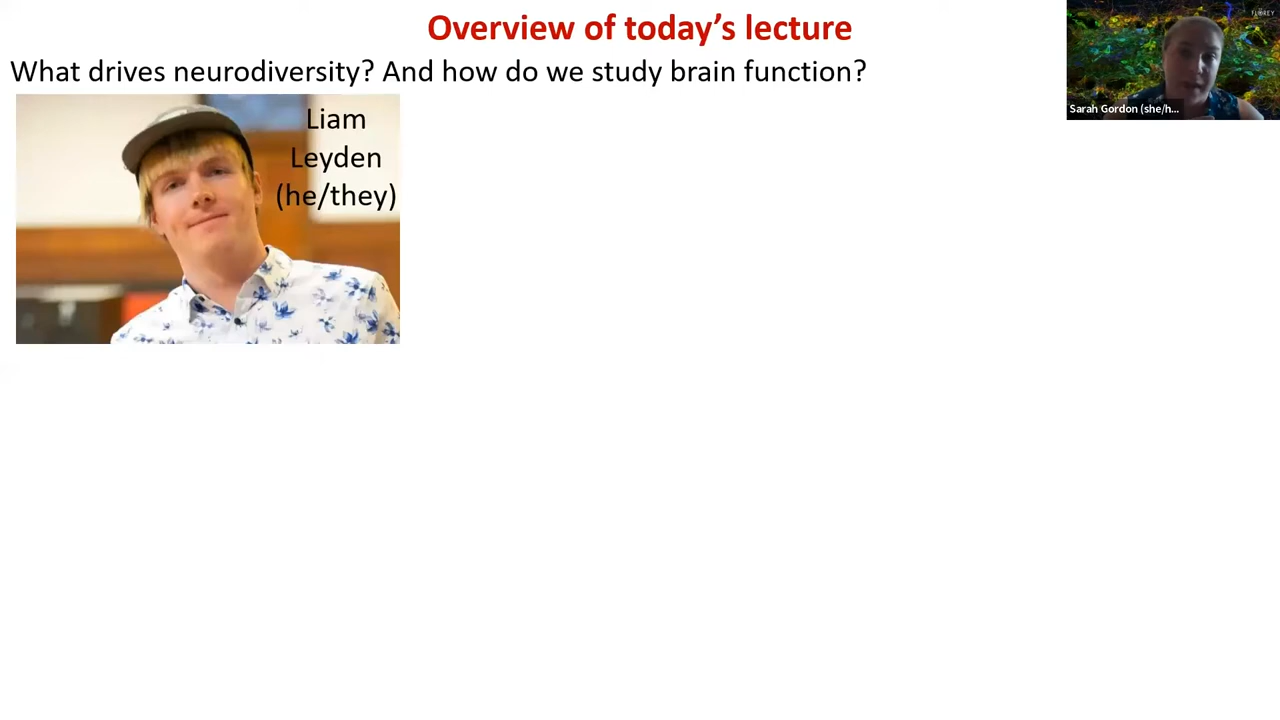 Overview of today's lecture
What drives neurodiversity? And how do we study brain function?
Liam
Leyden
(he/they)
FLOREY
Sarah Gordon (she/h...